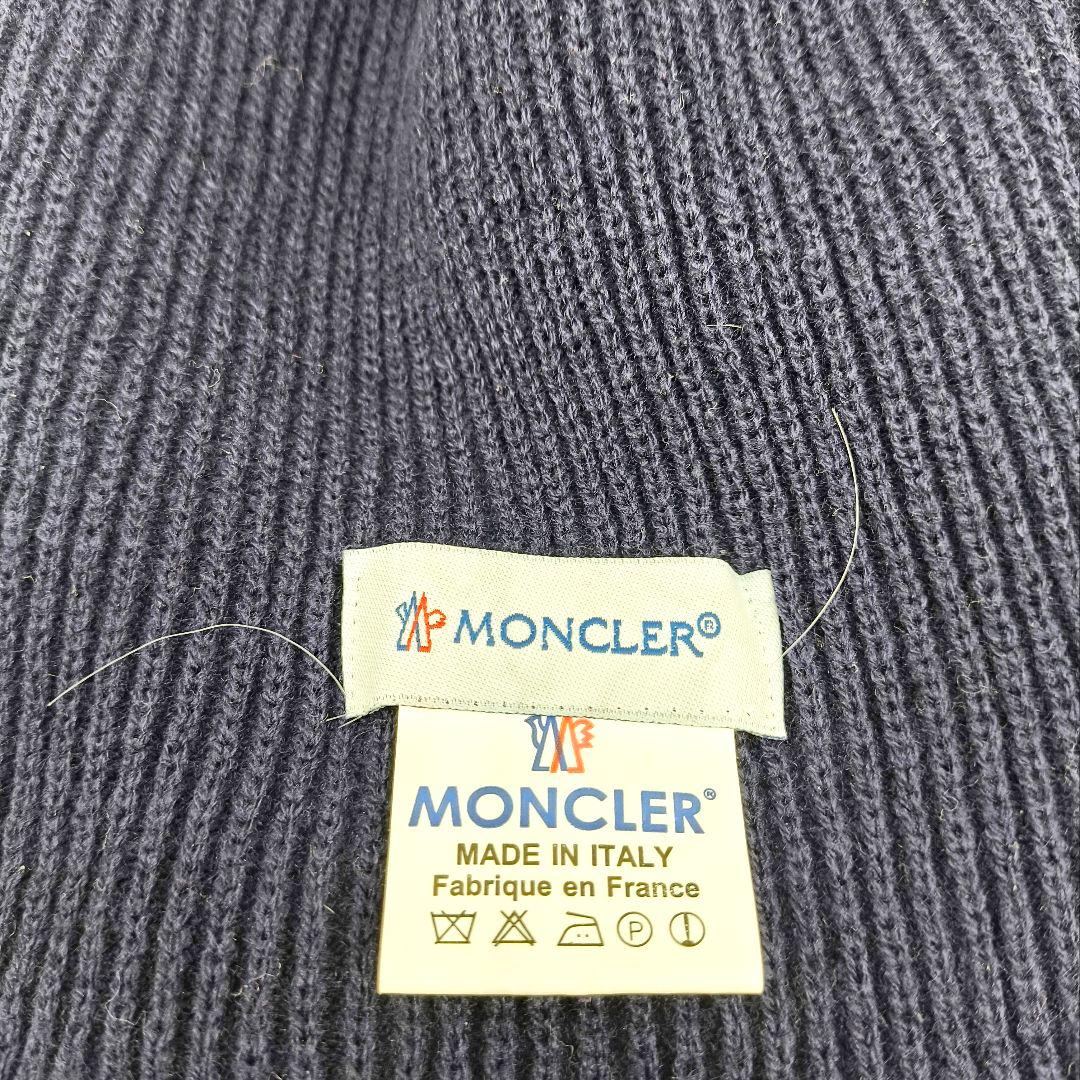 MONCLER®
MONCLER®
MADE IN ITALY
Fabrique en France
P